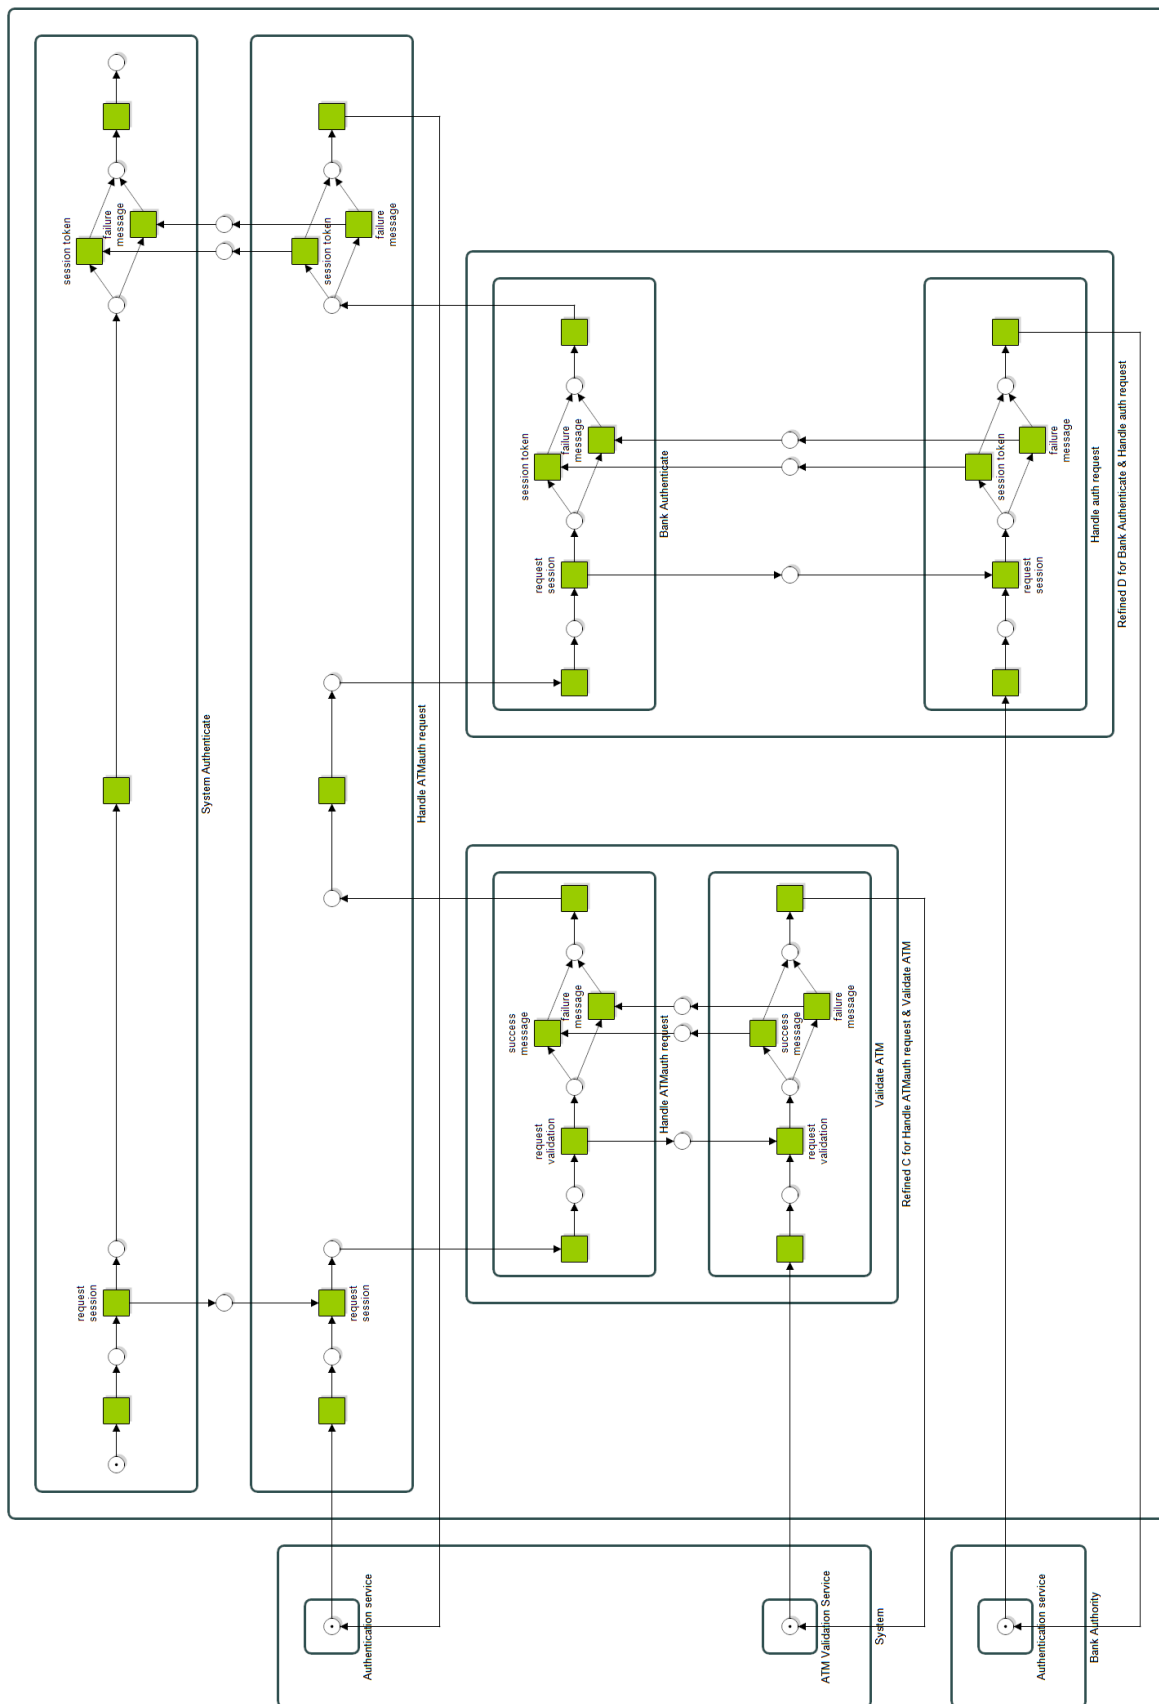 session token
failure
message
session token
failure
message
session token
failure
message
Bank Authenticate
session token
failure
message
Handle auth request
Refined D for Bank Authenticate & Handle auth request
request
session
request
session
System Authenticate
Handle ATMauth request
success
message
failure
message
Handle ATMauth request
success
message
failure
message
Validate ATM
Refined C for Handle ATMauth request & Validate ATM
request
validation
request
validation
request
session
request
session
Authentication service
ATM Validation Service
System
Authentication service
Bank Authority